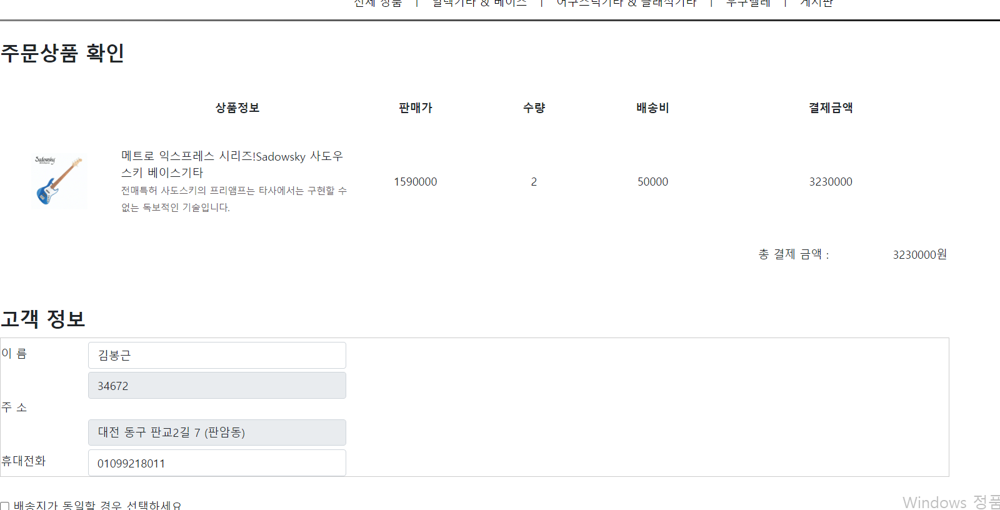 전체 상품 | 일렉기타 & 베이스 | 어쿠스틱기타 & 클래식기타 | 우쿨렐레 | 게시판
주문상품 확인
상품정보 판매가 수량 배송비 결제금액
Sadowsky
메트로 익스프레스 시리즈!Sadowsky 사도우
스키 베이스기타
전매특허 사도스키의 프리앰프는 타사에서는 구현할 수
없는 독보적인 기술입니다.
1590000 2 50000 3230000
총 결제 금액 : 3230000원
고객 정보
이 름 김봉근
34672
주 소
대전 동구 판교2길 7 (판암동)
휴대전화 01099218011
배송지가 동일할 경우 선택하세요
Windows 정품